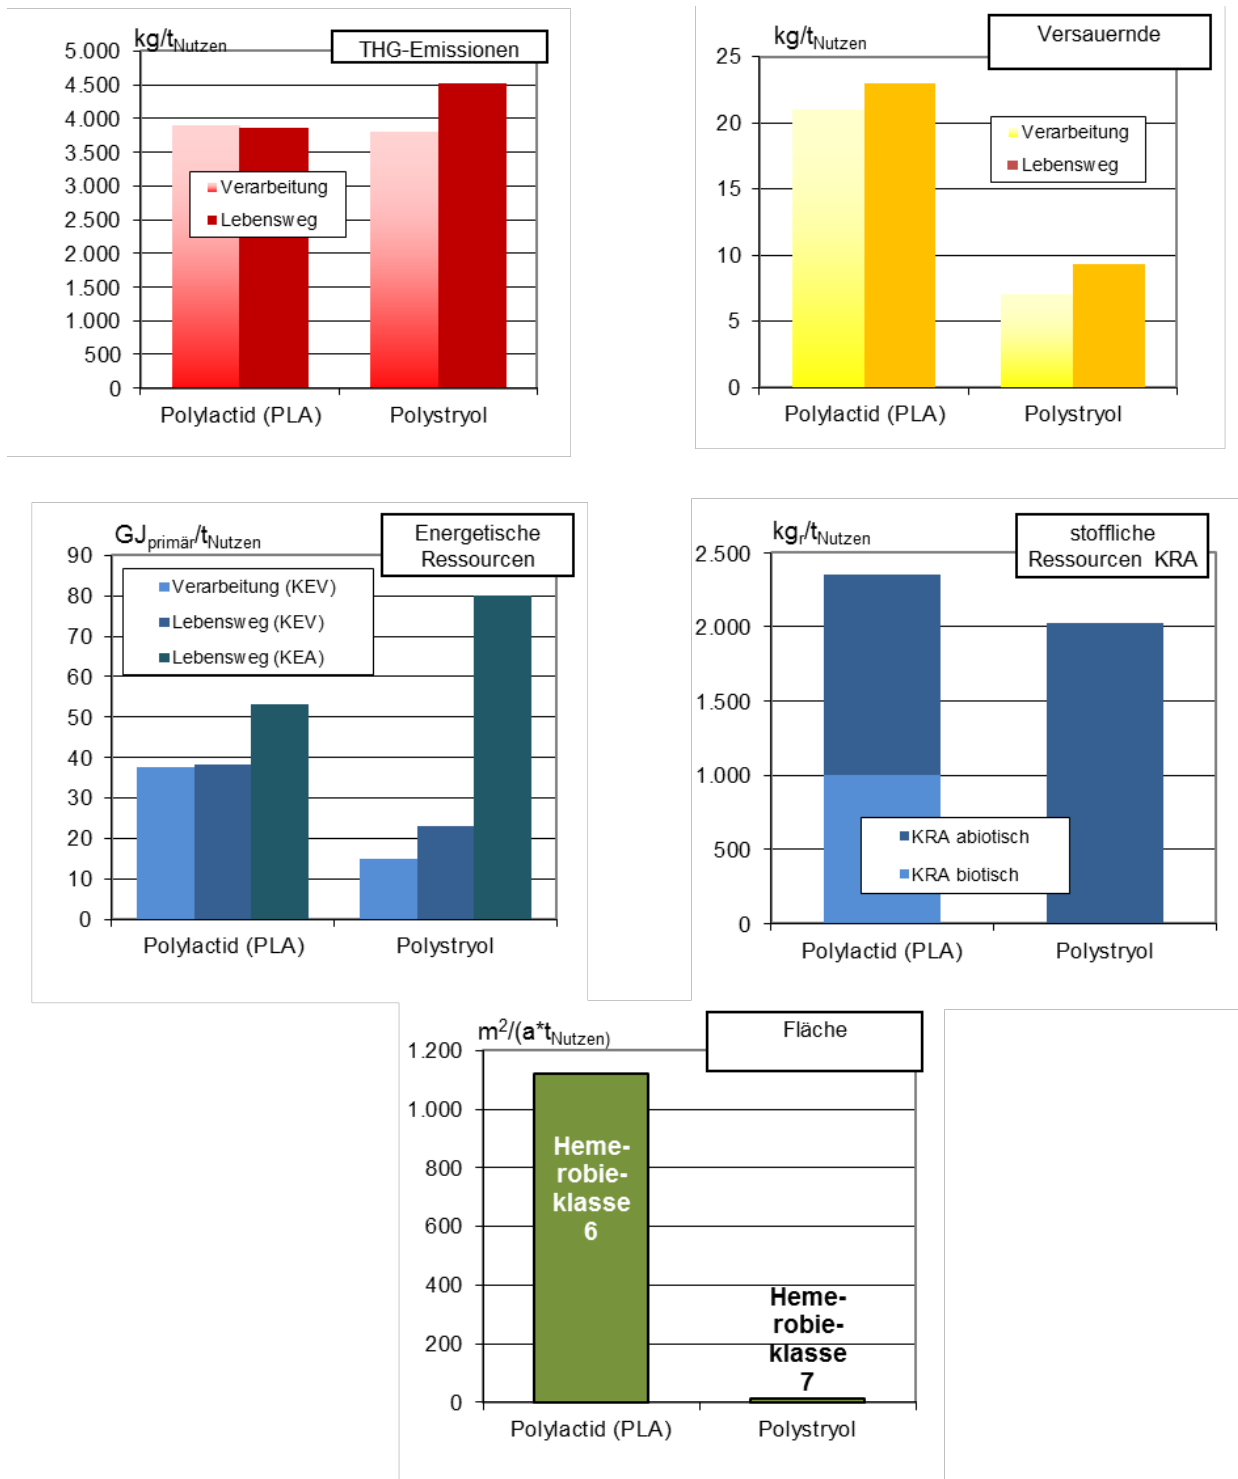 kg/tNutzen
THG-Emissionen
5.000
4.500
4.000
3.500
3.000
2.500
2.000
1.500
1.000
500
0
Verarbeitung
Lebensweg
Polylactid (PLA)
Polystryol
kg/tNutzen
Versauernde
25
20
15
10
5
0
Verarbeitung
Lebensweg
Polylactid (PLA)
Polystryol
GJprimär/tNutzen
Energetische
Ressourcen
90
80
70
60
50
40
30
20
10
0
Verarbeitung (KEV)
Lebensweg (KEV)
Lebensweg (KEA)
Polylactid (PLA)
Polystryol
kgr/tNutzen
stoffliche
Ressourcen KRA
2.500
2.000
1.500
1.000
500
0
KRA abiotisch
KRA biotisch
Polylactid (PLA)
Polystryol
m²/(a*tNutzen)
Fläche
1.200
1.000
800
600
400
200
0
Heme-
robie-
klasse
6
Heme-
robie-
klasse
7
Polylactid (PLA)
Polystryol